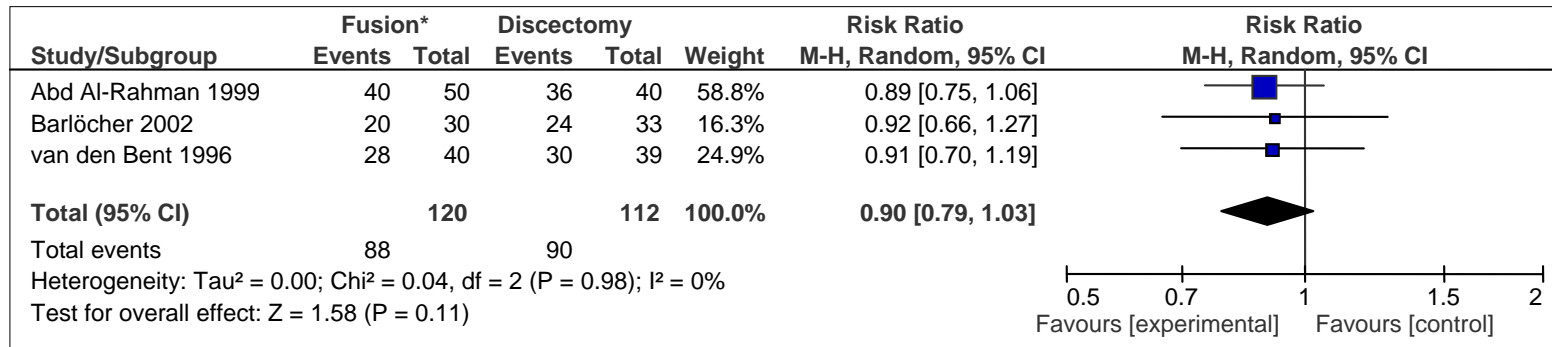 Fusion* Discectomy Risk Ratio Risk Ratio
Study/Subgroup Events Total Events Total Weight M-H, Random, 95% CI M-H, Random, 95% CI
Abd Al-Rahman 1999 40 50 36 40 58.8% 0.89 [0.75, 1.06]
Barlöcher 2002 20 30 24 33 16.3% 0.92 [0.66, 1.27]
van den Bent 1996 28 40 30 39 24.9% 0.91 [0.70, 1.19]
Total (95% CI) 120 112 100.0% 0.90 [0.79, 1.03]
Total events 88 90
Heterogeneity: Tau² = 0.00; Chi² = 0.04, df = 2 (P = 0.98); I² = 0%
Test for overall effect: Z = 1.58 (P = 0.11)
0.5 0.7 1 1.5 2
Favours [experimental] Favours [control]